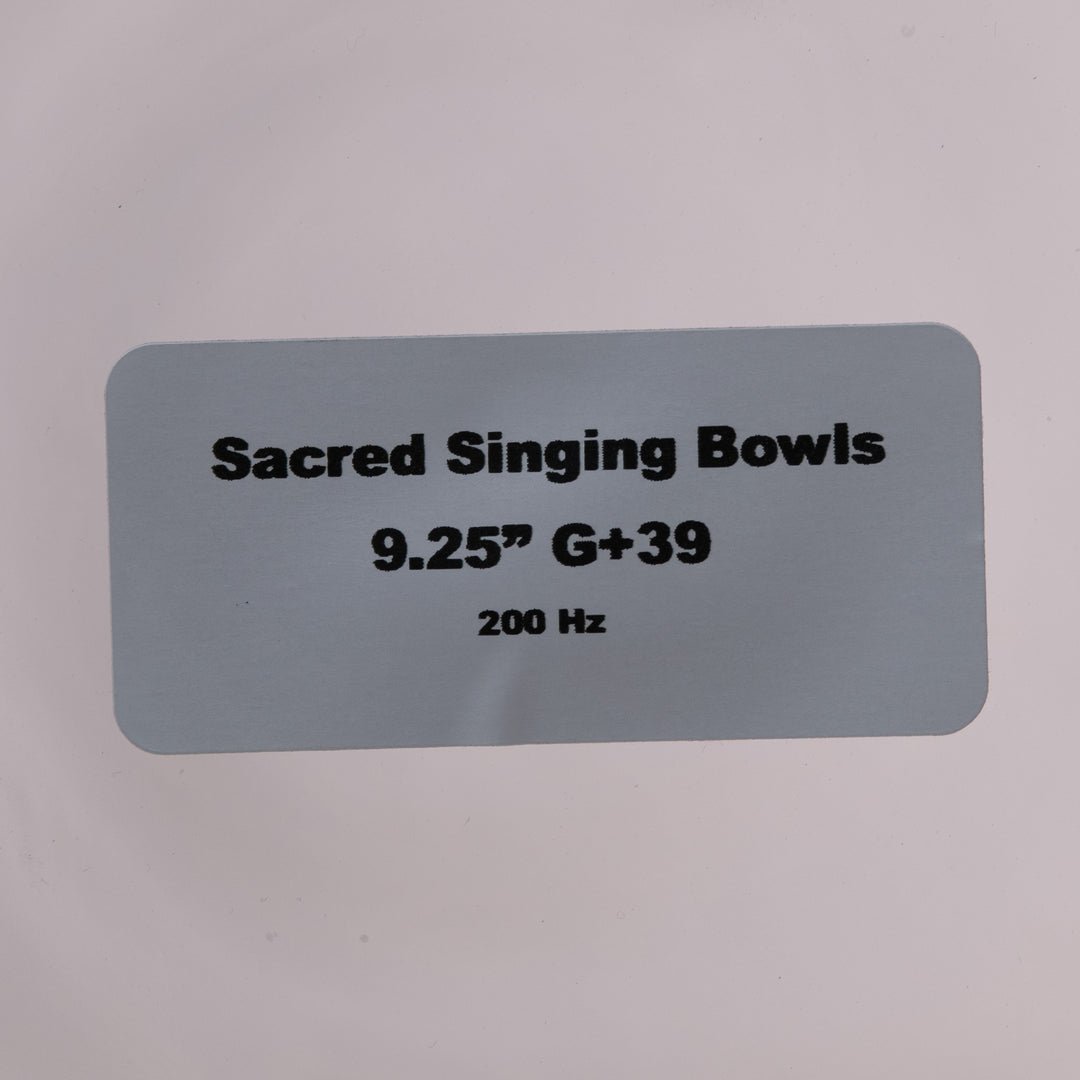 Sacred Singing Bowls
9.25” G+39
200 Hz